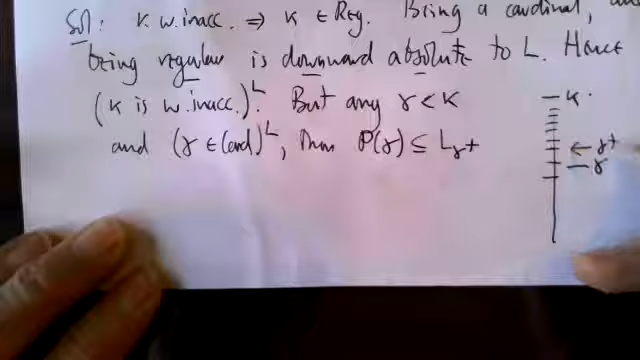 Sol: κ w.inacc. ⇒ κ ∈ Reg. Being a cardinal, and
being regular is downward absolute to L. Hence
(κ is w.inacc.)^L. But any γ < κ
and (γ ∈ Card)^L, Then P(γ) ⊆ L_γ+
κ.
← γ+
γ